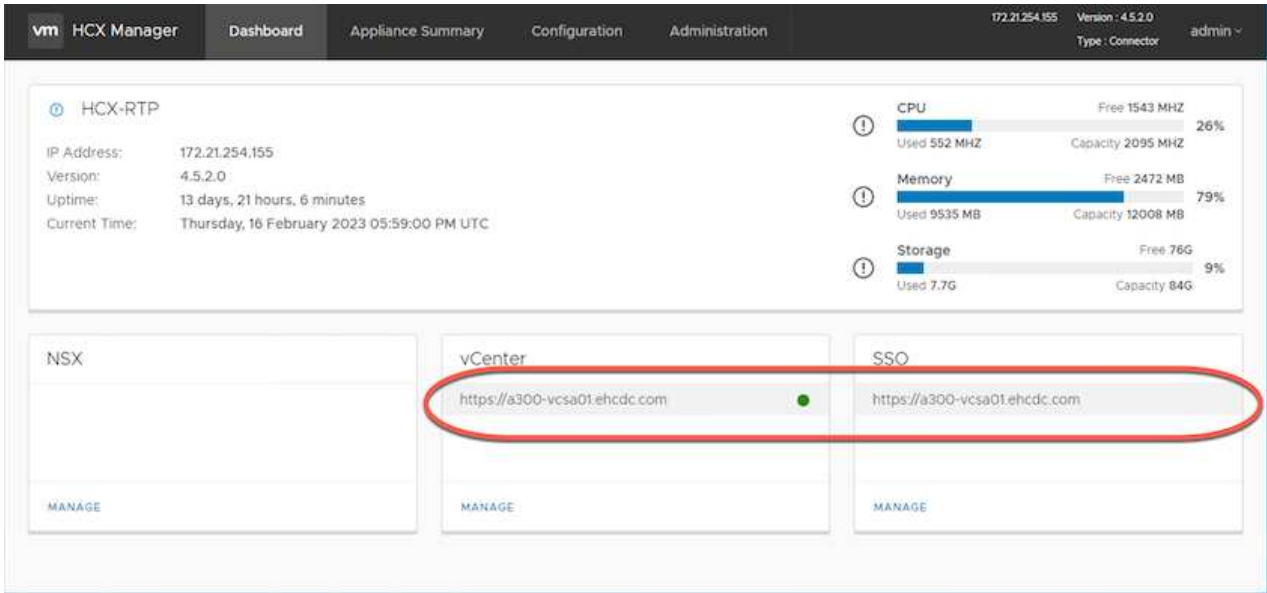 vm HCX Manager Dashboard Appliance Summary Configuration Administration 172.21.254.155 Version : 4.5.2.0 admin
Type : Connector
HCX-RTP
IP Address: 172.21.254.155
Version: 4.5.2.0
Uptime: 13 days, 21 hours, 6 minutes
Current Time: Thursday, 16 February 2023 05:59:00 PM UTC
CPU Free 1543 MHZ
26%
Used 552 MHZ Capacity 2095 MHZ
Memory Free 2472 MB
79%
Used 9535 MB Capacity 12008 MB
Storage Free 76G
9%
Used 7.7G Capacity 84G
NSX
MANAGE
vCenter
https://a300-vcsa01.ehcdc.com
MANAGE
SSO
https://a300-vcsa01.ehcdc.com
MANAGE